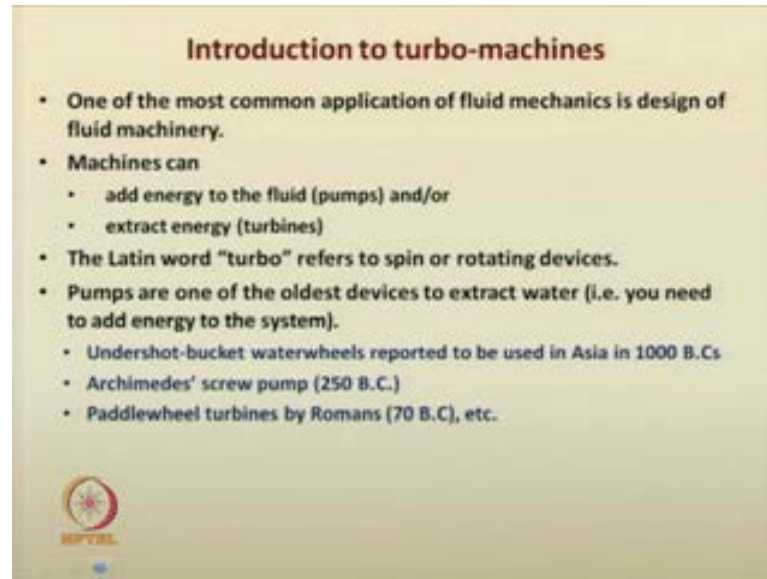 Introduction to turbo-machines
• One of the most common application of fluid mechanics is design of
fluid machinery.
• Machines can
• add energy to the fluid (pumps) and/or
• extract energy (turbines)
• The Latin word “turbo” refers to spin or rotating devices.
• Pumps are one of the oldest devices to extract water (i.e. you need
to add energy to the system).
• Undershot-bucket waterwheels reported to be used in Asia in 1000 B.Cs
• Archimedes’ screw pump (250 B.C.)
• Paddlewheel turbines by Romans (70 B.C), etc.
NPTEL